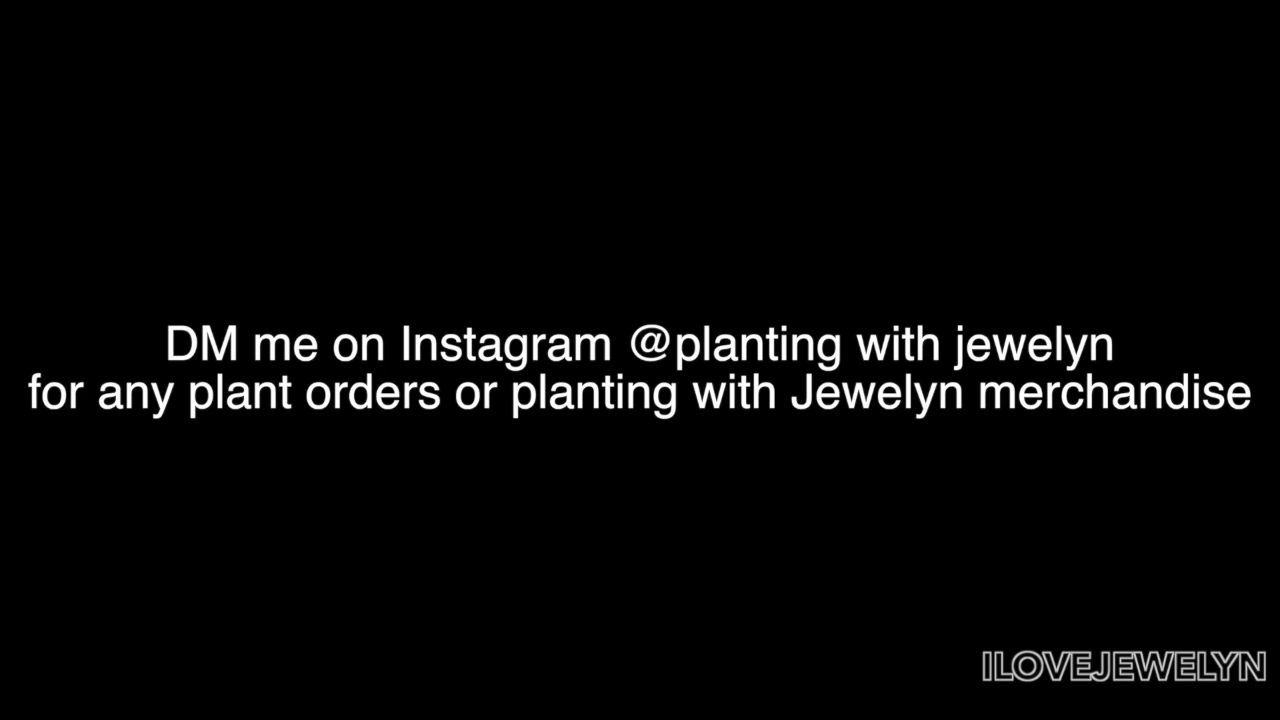 DM me on Instagram @planting with jewelyn
for any plant orders or planting with Jewelyn merchandise
ILOVEJEWELYN